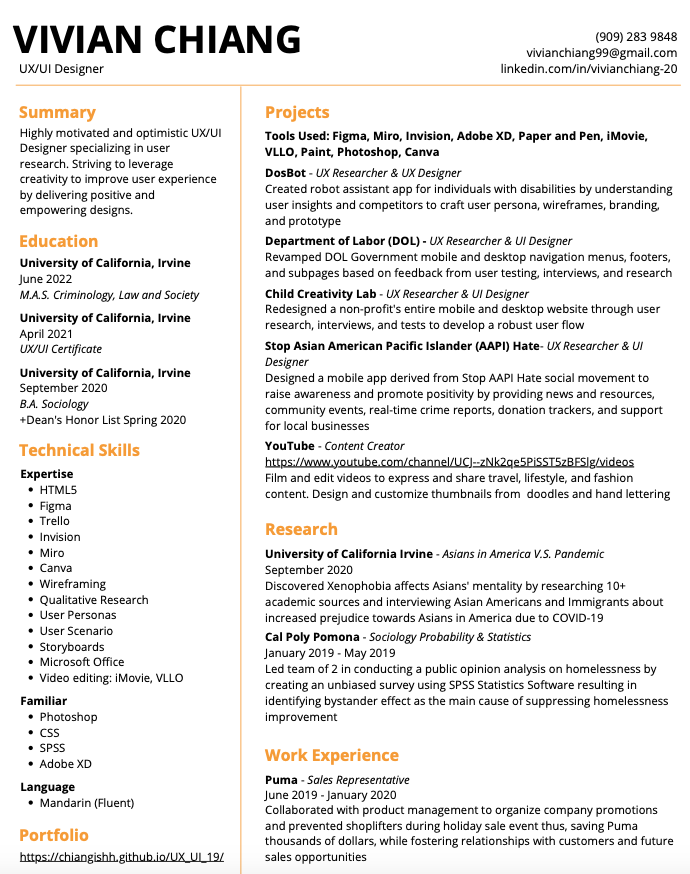 VIVIAN CHIANG
UX/UI Designer
(909) 283 9848
vivianchiang99@gmail.com
linkedin.com/in/vivianchiang-20
Summary
Highly motivated and optimistic UX/UI
Designer specializing in user
research. Striving to leverage
creativity to improve user experience
by delivering positive and
empowering designs.
Education
University of California, Irvine
June 2022
M.A.S. Criminology, Law and Society
University of California, Irvine
April 2021
UX/UI Certificate
University of California, Irvine
September 2020
B.A. Sociology
+Dean's Honor List Spring 2020
Technical Skills
Expertise
• HTML5
• Figma
• Trello
• Invision
• Miro
• Canva
• Wireframing
• Qualitative Research
• User Personas
• User Scenario
• Storyboards
• Microsoft Office
• Video editing: iMovie, VLLO
Familiar
• Photoshop
• CSS
• SPSS
• Adobe XD
Language
• Mandarin (Fluent)
Portfolio
https://chiangishh.github.io/UX_UI_19/
Projects
Tools Used: Figma, Miro, Invision, Adobe XD, Paper and Pen, iMovie,
VLLO, Paint, Photoshop, Canva
DosBot - UX Researcher & UX Designer
Created robot assistant app for individuals with disabilities by understanding
user insights and competitors to craft user persona, wireframes, branding,
and prototype
Department of Labor (DOL) - UX Researcher & UI Designer
Revamped DOL Government mobile and desktop navigation menus, footers,
and subpages based on feedback from user testing, interviews, and research
Child Creativity Lab - UX Researcher & UI Designer
Redesigned a non-profit's entire mobile and desktop website through user
research, interviews, and tests to develop a robust user flow
Stop Asian American Pacific Islander (AAPI) Hate- UX Researcher & UI
Designer
Designed a mobile app derived from Stop AAPI Hate social movement to
raise awareness and promote positivity by providing news and resources,
community events, real-time crime reports, donation trackers, and support
for local businesses
YouTube - Content Creator
https://www.youtube.com/channel/UCJ--zNk2qe5PiSST5zBFSlg/videos
Film and edit videos to express and share travel, lifestyle, and fashion
content. Design and customize thumbnails from doodles and hand lettering
Research
University of California Irvine - Asians in America V.S. Pandemic
September 2020
Discovered Xenophobia affects Asians' mentality by researching 10+
academic sources and interviewing Asian Americans and Immigrants about
increased prejudice towards Asians in America due to COVID-19
Cal Poly Pomona - Sociology Probability & Statistics
January 2019 - May 2019
Led team of 2 in conducting a public opinion analysis on homelessness by
creating an unbiased survey using SPSS Statistics Software resulting in
identifying bystander effect as the main cause of suppressing homelessness
improvement
Work Experience
Puma - Sales Representative
June 2019 - January 2020
Collaborated with product management to organize company promotions
and prevented shoplifters during holiday sale event thus, saving Puma
thousands of dollars, while fostering relationships with customers and future
sales opportunities